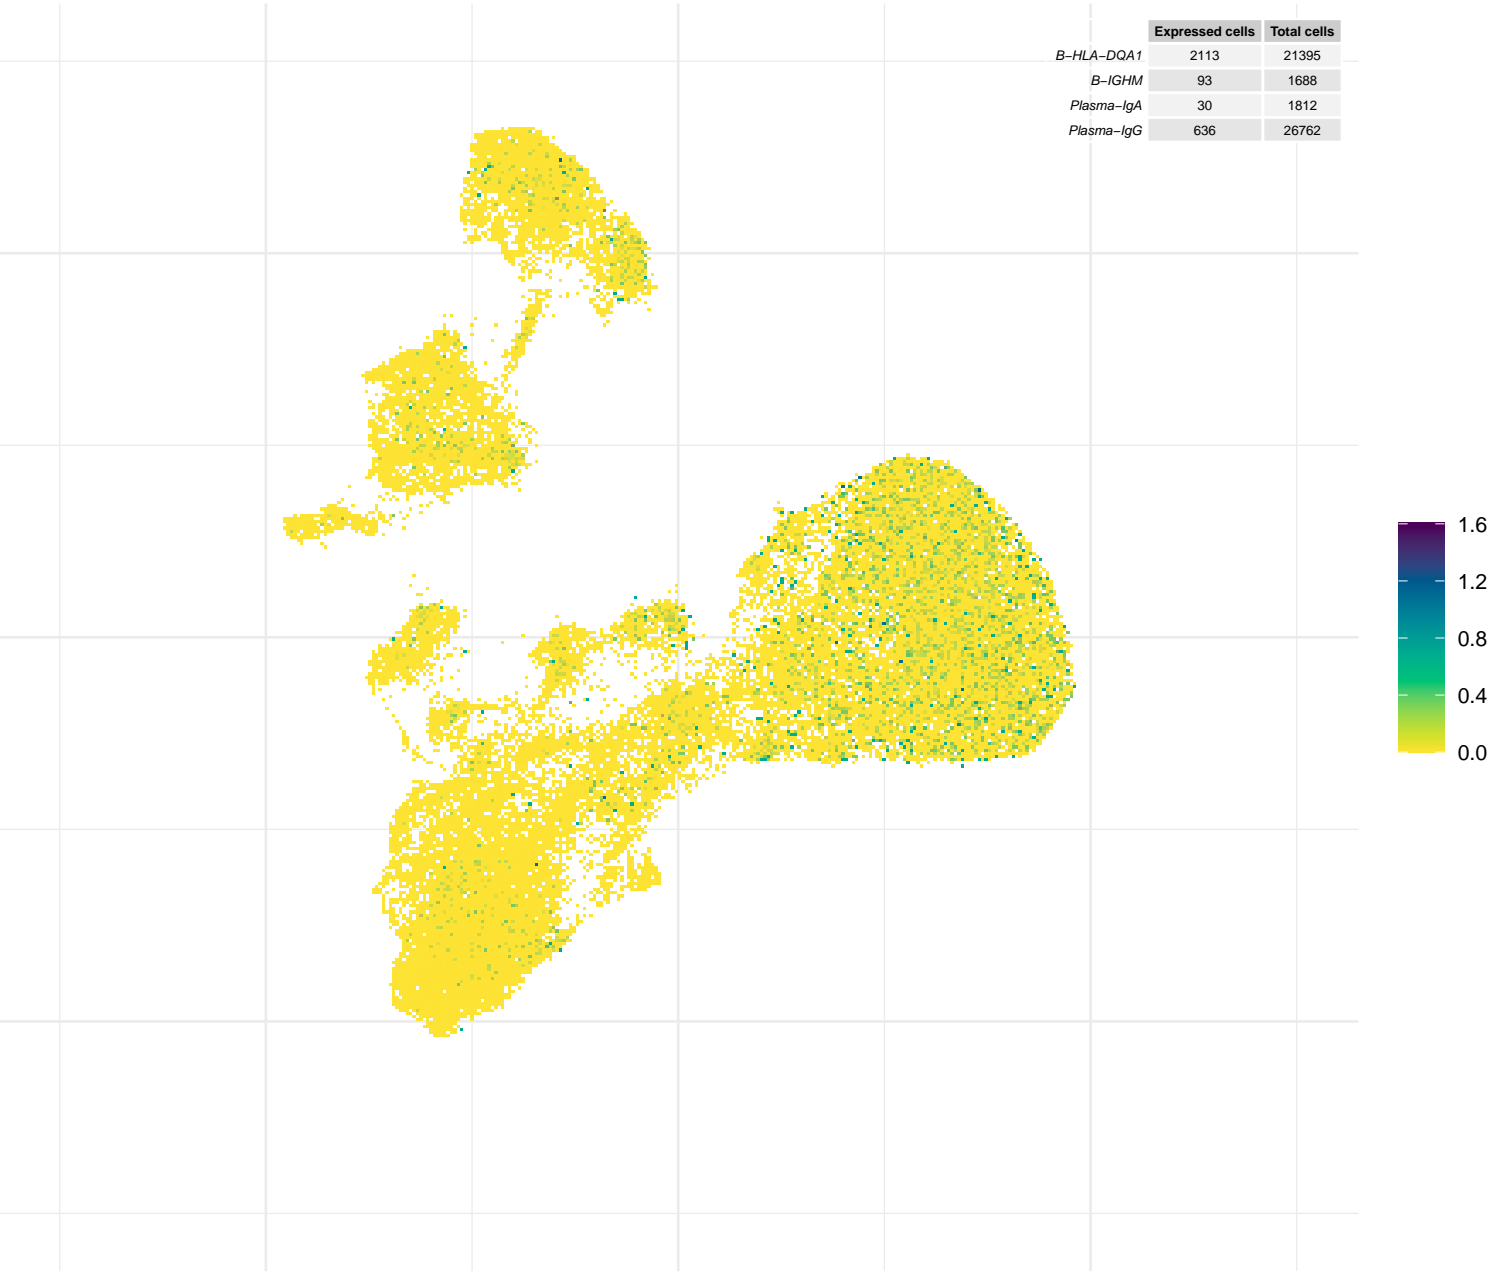 Expressed cells Total cells
B−HLA−DQA1 2113 21395
B−IGHM 93 1688
Plasma−IgA 30 1812
Plasma−IgG 636 26762
1.6
1.2
0.8
0.4
0.0